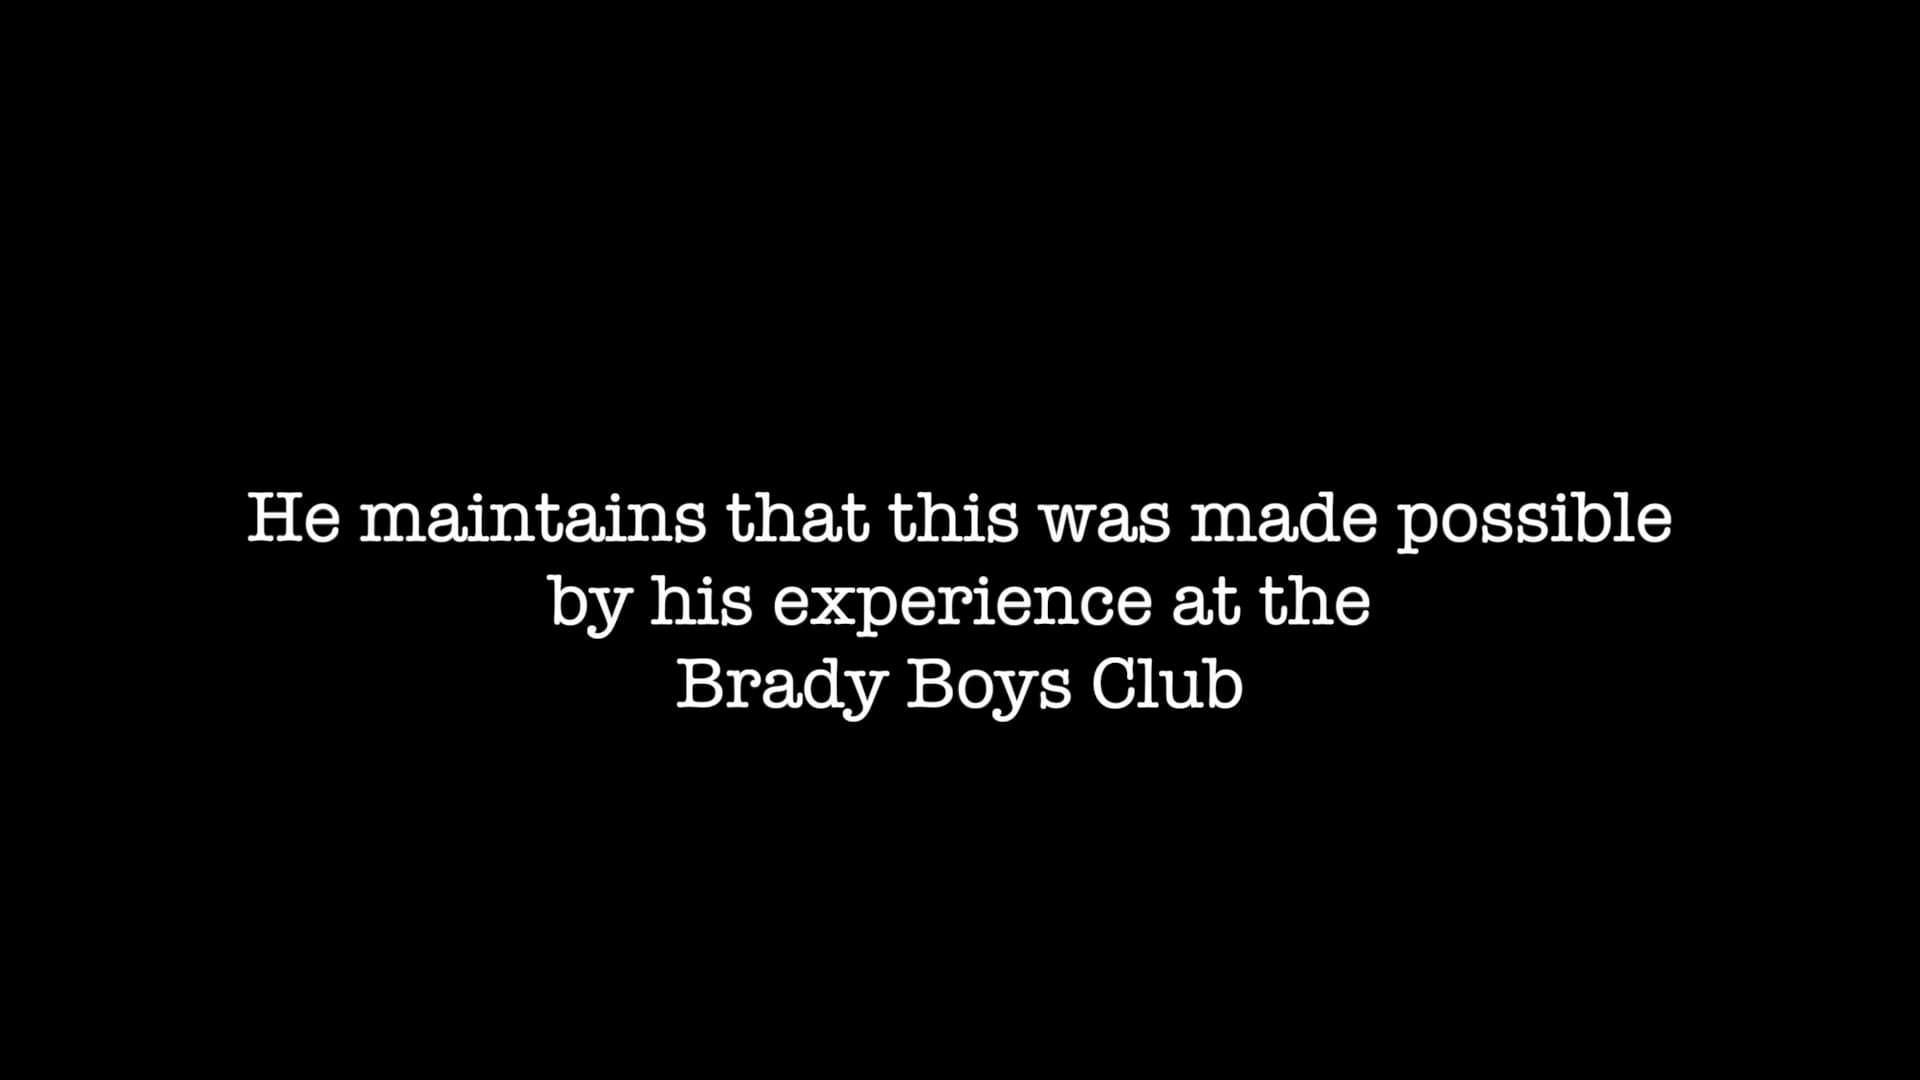 He maintains that this was made possible
by his experience at the
Brady Boys Club